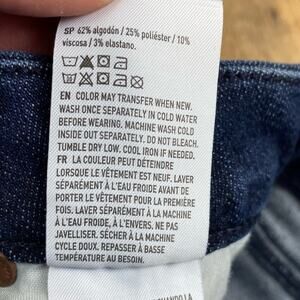 SP 62% algodón / 25% poliéster / 10%
viscosa / 3% elastano.
EN COLOR MAY TRANSFER WHEN NEW.
WASH ONCE SEPARATELY IN COLD WATER
BEFORE WEARING. MACHINE WASH COLD
INSIDE OUT SEPARATELY. DO NOT BLEACH.
TUMBLE DRY LOW. COOL IRON IF NEEDED.
FR LA COULEUR PEUT DÉTEINDRE
LORSQUE LE VÊTEMENT EST NEUF. LAVER
SÉPARÉMENT À L'EAU FROIDE AVANT DE
PORTER LE VÊTEMENT POUR LA PREMIÈRE
FOIS. LAVER SÉPARÉMENT À LA MACHINE
À L'EAU FROIDE, À L'ENVERS. NE PAS
JAVELLISER. SÉCHER À LA MACHINE AU
CYCLE DOUX. REPASSER À BASSE
TEMPÉRATURE AU BESOIN.